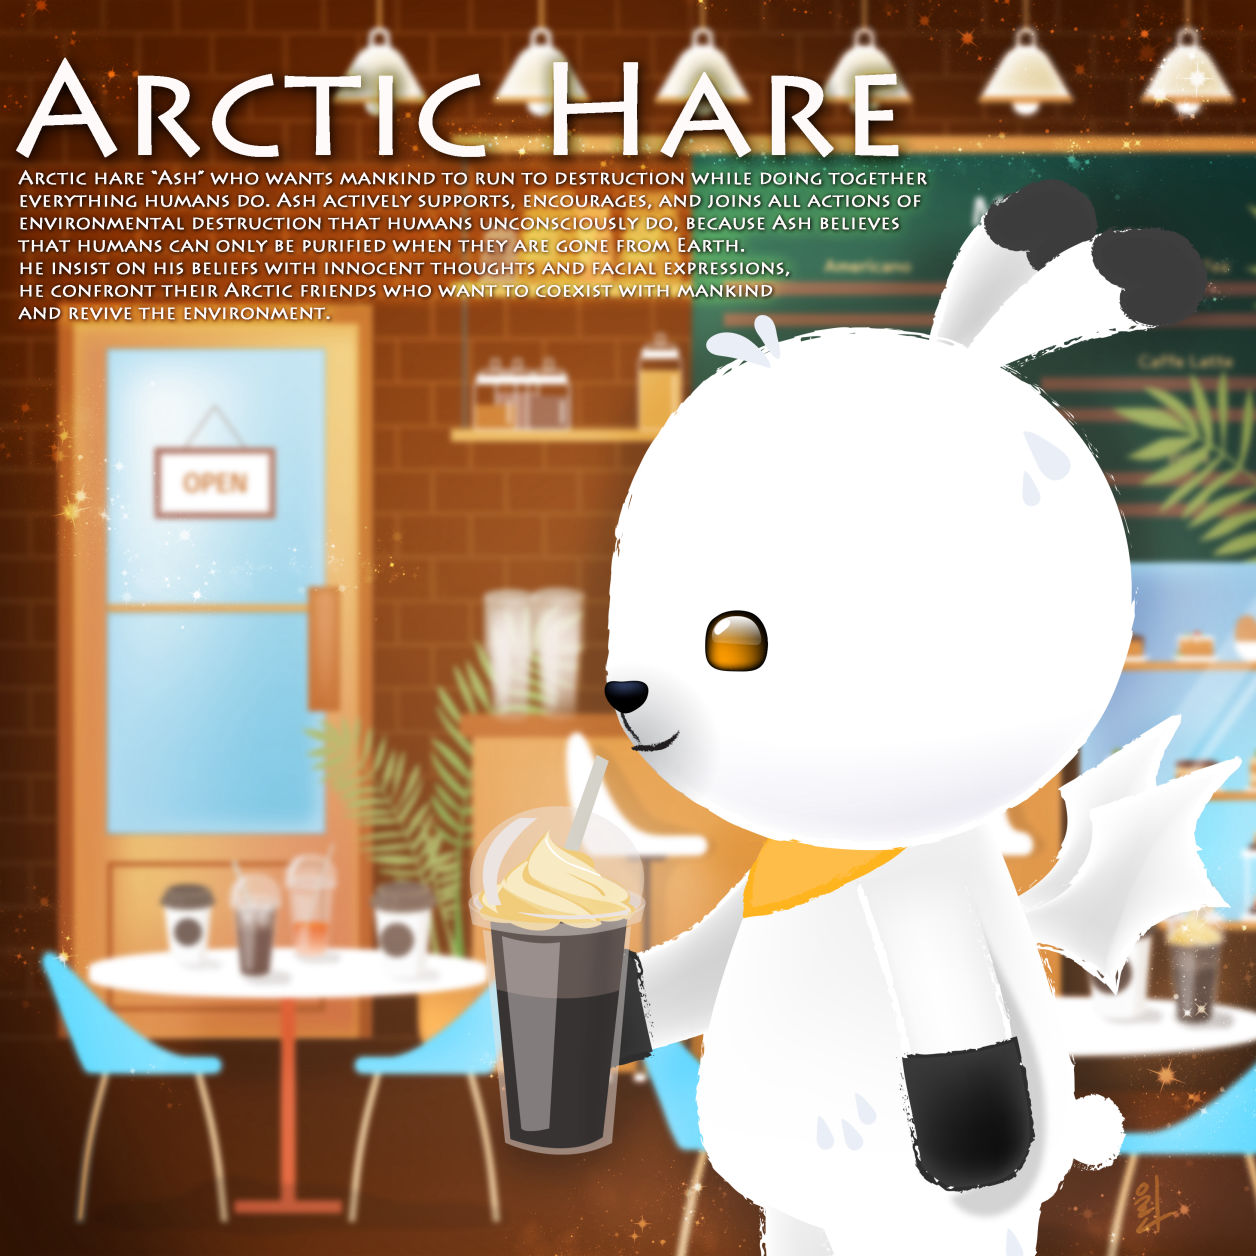 ARCTIC HARE
ARCTIC HARE "ASH" WHO WANTS MANKIND TO RUN TO DESTRUCTION WHILE DOING TOGETHER
EVERYTHING HUMANS DO. ASH ACTIVELY SUPPORTS, ENCOURAGES, AND JOINS ALL ACTIONS OF
ENVIRONMENTAL DESTRUCTION THAT HUMANS UNCONSCIOUSLY DO, BECAUSE ASH BELIEVES
THAT HUMANS CAN ONLY BE PURIFIED WHEN THEY ARE GONE FROM EARTH.
HE INSIST ON HIS BELIEFS WITH INNOCENT THOUGHTS AND FACIAL EXPRESSIONS,
HE CONFRONT THEIR ARCTIC FRIENDS WHO WANT TO COEXIST WITH MANKIND
AND REVIVE THE ENVIRONMENT.
Americano
Caffe Latte
OPEN